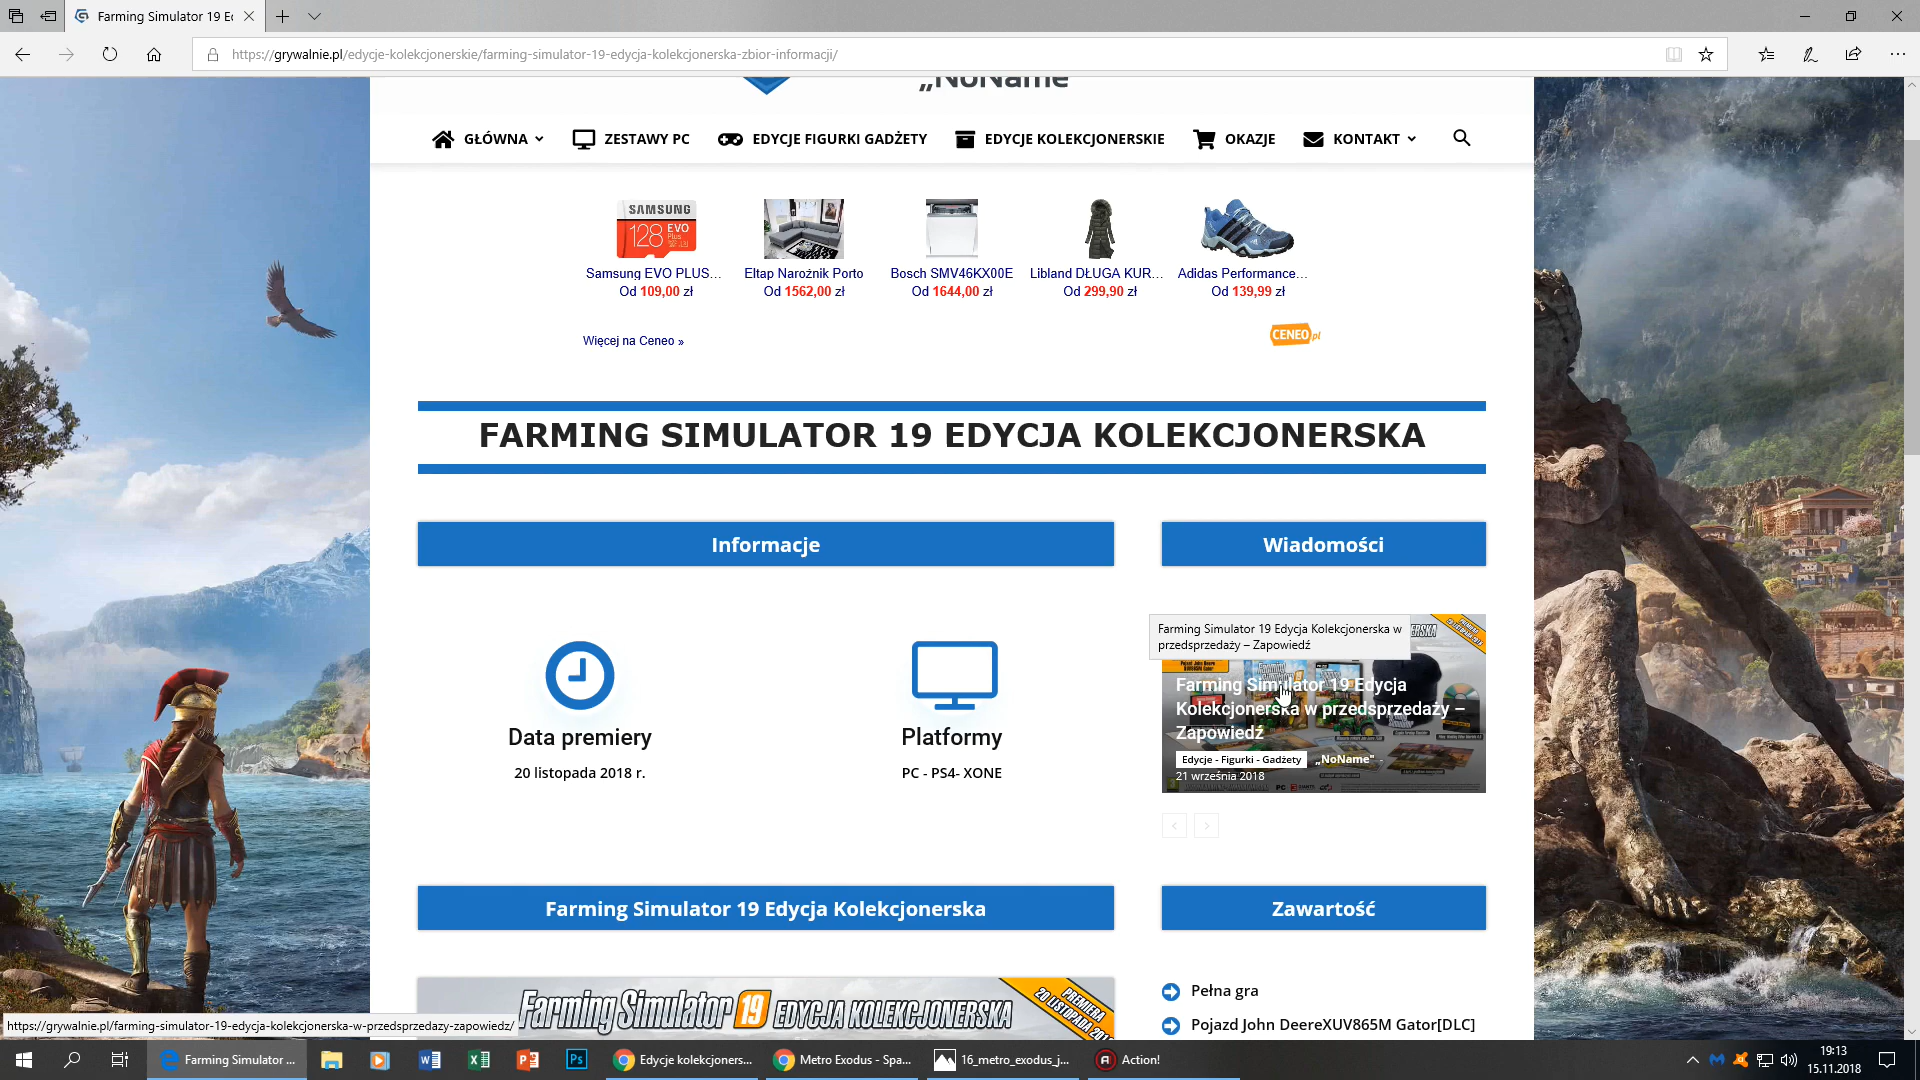 Farming Simulator 19 Ec
https://grywalnie.pl/edycje-kolekcjonerskie/farming-simulator-19-edycja-kolekcjonerska-zbior-informacji/
„NoName
GŁÓWNA
ZESTAWY PC
EDYCJE FIGURKI GADŻETY
EDYCJE KOLEKCJONERSKIE
OKAZJE
KONTAKT
SAMSUNG
128 EVO
Plus
Samsung EVO PLUS...
Od 109,00 zł
Eltap Narożnik Porto
Od 1562,00 zł
Bosch SMV46KX00E
Od 1644,00 zł
Libland DŁUGA KUR...
Od 299,90 zł
Adidas Performance...
Od 139,99 zł
Więcej na Ceneo »
CENEO.pl
FARMING SIMULATOR 19 EDYCJA KOLEKCJONERSKA
Informacje
Wiadomości
Data premiery
20 listopada 2018 r.
Platformy
PC - PS4- XONE
Farming Simulator 19 Edycja Kolekcjonerska w
przedsprzedaży – Zapowiedź
Farming Simulator 19 Edycja
Kolekcjonerska w przedsprzedaży –
Zapowiedź
Edycje - Figurki - Gadżety
„NoName" -
21 września 2018
Farming Simulator 19 Edycja Kolekcjonerska
Zawartość
Farming Simulator 19 EDYCJA KOLEKCJONERSKA
PREMIERA
20 LISTOPADA 201
Pełna gra
Pojazd John DeereXUV865M Gator[DLC]
https://grywalnie.pl/farming-simulator-19-edycja-kolekcjonerska-w-przedsprzedazy-zapowiedz/
Farming Simulator ...
Edycje kolekcjoners...
Metro Exodus - Spa...
16_metro_exodus_j...
Action!
19:13
15.11.2018